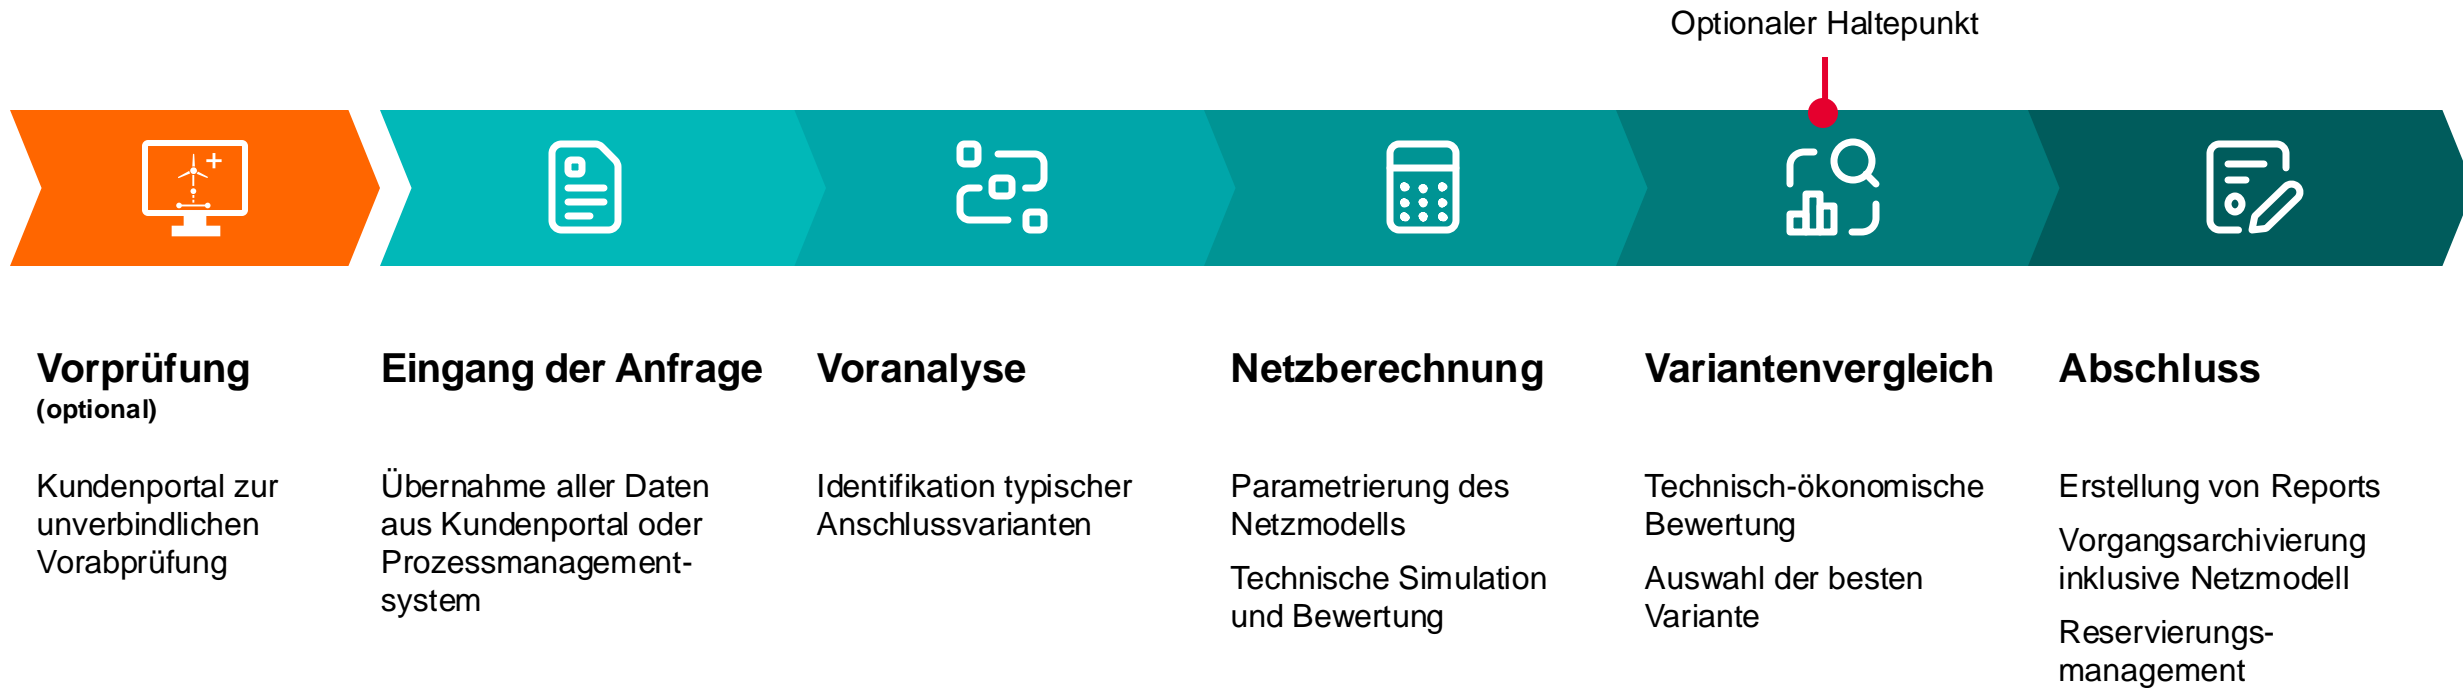 Optionaler Haltepunkt
Vorprüfung
(optional)
Kundenportal zur
unverbindlichen
Vorabprüfung
Eingang der Anfrage
Übernahme aller Daten
aus Kundenportal oder
Prozessmanagement-
system
Voranalyse
Identifikation typischer
Anschlussvarianten
Netzberechnung
Parametrierung des
Netzmodells
Technische Simulation
und Bewertung
Variantenvergleich
Technisch-ökonomische
Bewertung
Auswahl der besten
Variante
Abschluss
Erstellung von Reports
Vorgangsarchivierung
inklusive Netzmodell
Reservierungs-
management